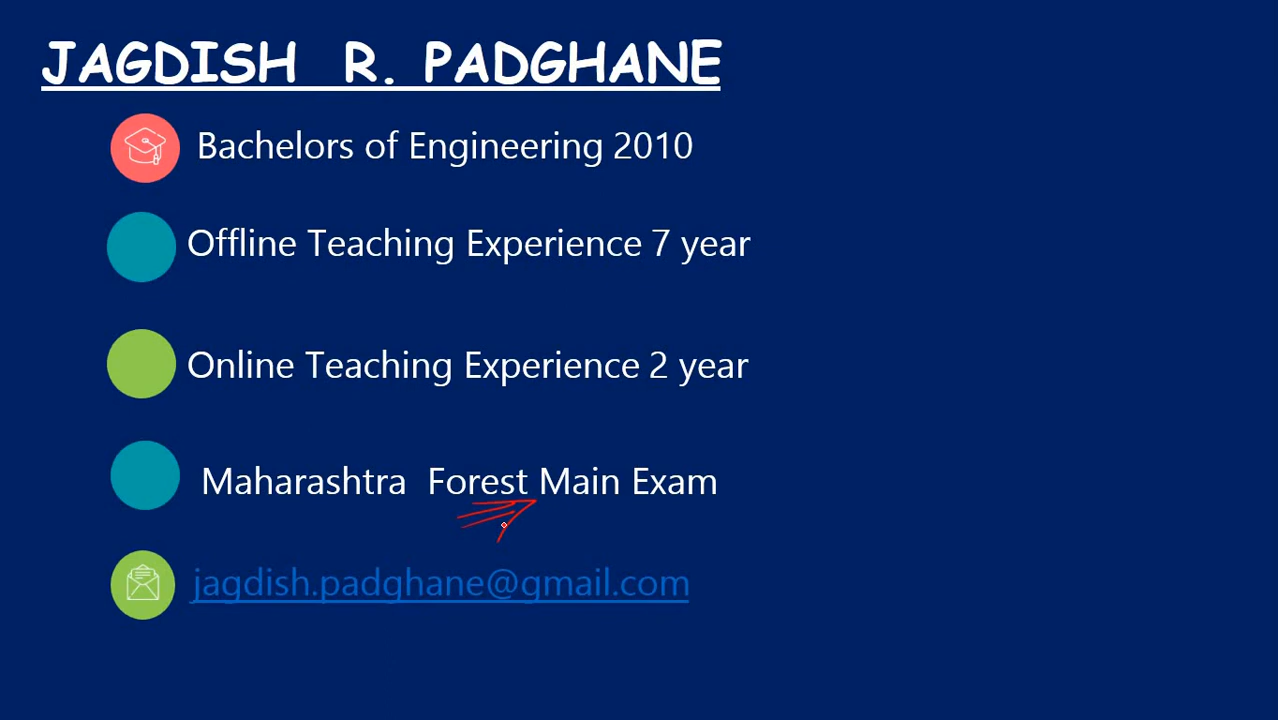 JAGDISH R. PADGHANE
Bachelors of Engineering 2010
Offline Teaching Experience 7 year
Online Teaching Experience 2 year
Maharashtra Forest Main Exam
jagdish.padghane@gmail.com